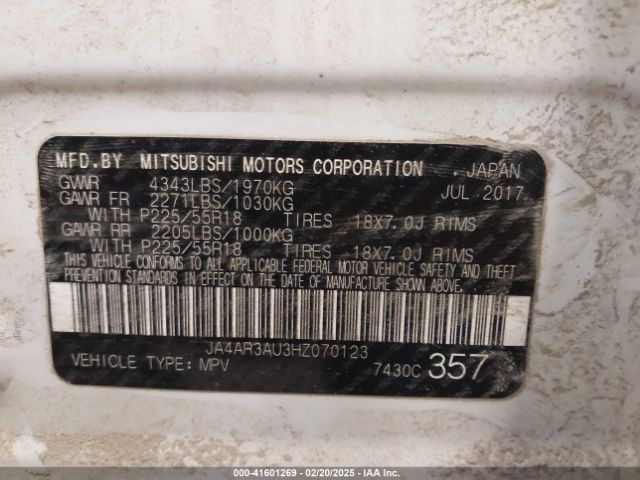 MFD.BY MITSUBISHI MOTORS CORPORATION , JAPAN
GVWR 4343LBS/1970KG JUL.2017
GAWR FR 2271LBS/1030KG
WITH P225/55R18 TIRES 18X7.0J RIMS
GAWR RR 2205LBS/1000KG
WITH P225/55R18 TIRES 18X7.0J RIMS
THIS VEHICLE CONFORMS TO ALL APPLICABLE FEDERAL MOTOR VEHICLE SAFETY AND THEFT
PREVENTION STANDARDS IN EFFECT ON THE DATE OF MANUFACTURE SHOWN ABOVE.
JA4AR3AU3HZ070123
VEHICLE TYPE: MPV 7430C 357
000-41601269 - 02/20/2025 - IAA Inc.